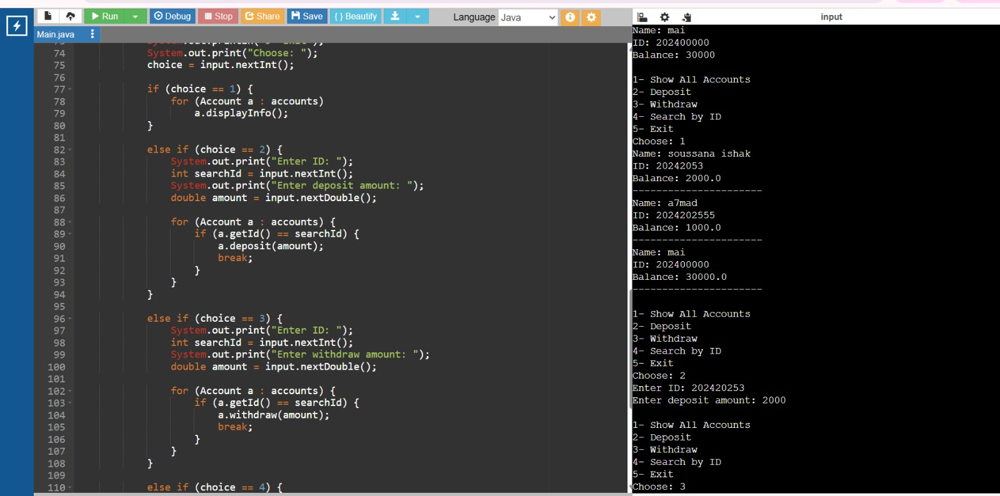 Run Debug Stop Share Save { } Beautify Language Java input
Main.java
74 System.out.print("Choose: ");
75 choice = input.nextInt();
76
77 if (choice == 1) {
78 for (Account a : accounts)
79 a.displayInfo();
80 }
81
82 else if (choice == 2) {
83 System.out.print("Enter ID: ");
84 int searchId = input.nextInt();
85 System.out.print("Enter deposit amount: ");
86 double amount = input.nextDouble();
87
88 for (Account a : accounts) {
89 if (a.getId() == searchId) {
90 a.deposit(amount);
91 break;
92 }
93 }
94 }
95
96 else if (choice == 3) {
97 System.out.print("Enter ID: ");
98 int searchId = input.nextInt();
99 System.out.print("Enter withdraw amount: ");
100 double amount = input.nextDouble();
101
102 for (Account a : accounts) {
103 if (a.getId() == searchId) {
104 a.withdraw(amount);
105 break;
106 }
107 }
108 }
109
110 else if (choice == 4) {
Name: mai
ID: 202400000
Balance: 30000
1- Show All Accounts
2- Deposit
3- Withdraw
4- Search by ID
5- Exit
Choose: 1
Name: soussana ishak
ID: 20242053
Balance: 2000.0
----------------------
Name: a7mad
ID: 2024202555
Balance: 1000.0
----------------------
Name: mai
ID: 202400000
Balance: 30000.0
----------------------
1- Show All Accounts
2- Deposit
3- Withdraw
4- Search by ID
5- Exit
Choose: 2
Enter ID: 202420253
Enter deposit amount: 2000
1- Show All Accounts
2- Deposit
3- Withdraw
4- Search by ID
5- Exit
Choose: 3